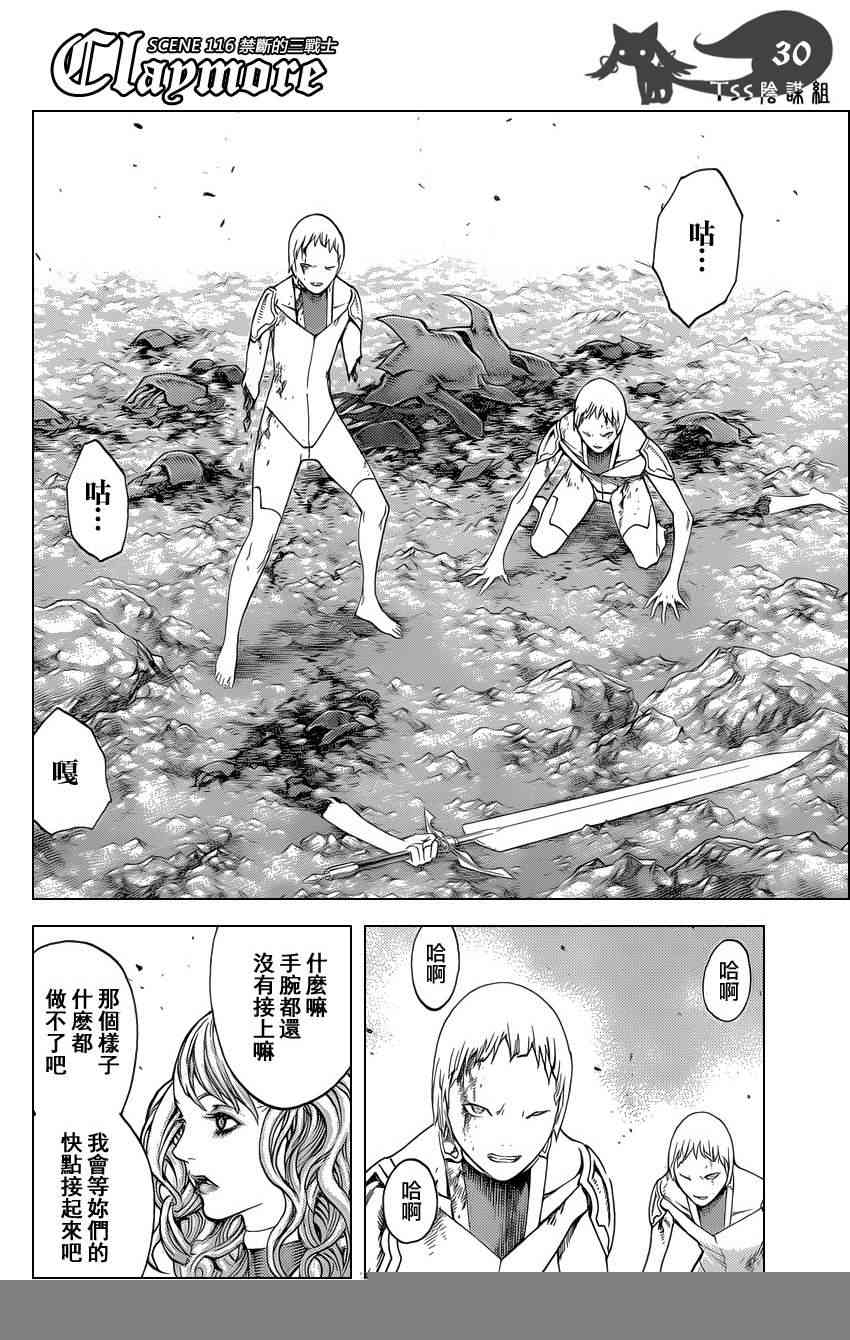 SCENE 116 禁斷的三戰士
Claymore
30
Tss陰謀組
咕…
咕…
嘎
哈啊
哈啊
哈啊
什麼嘛
手腕都還
沒有接上嘛
那個樣子
什麼都
做不了吧
我會等妳們的
快點接起來吧